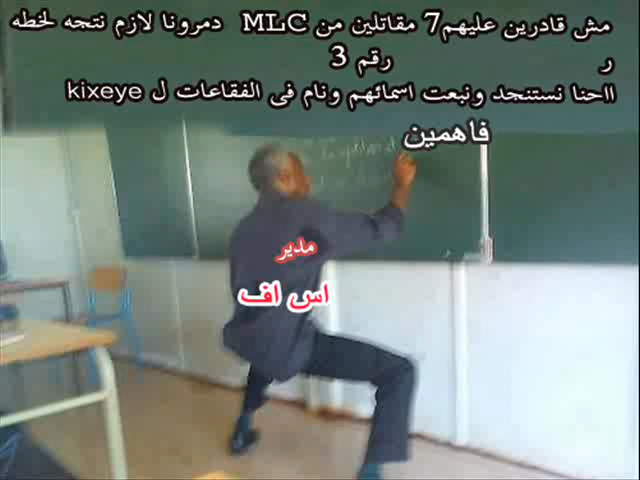 مش قادرين عليهم7 مقاتلين من MLC دمرونا لازم نتجه لخطه
ر رقم 3
ااحنا نستنجد ونبعت اسمائهم ونام فى الفقاعات ل kixeye
فاهمين
مدير
اس اف